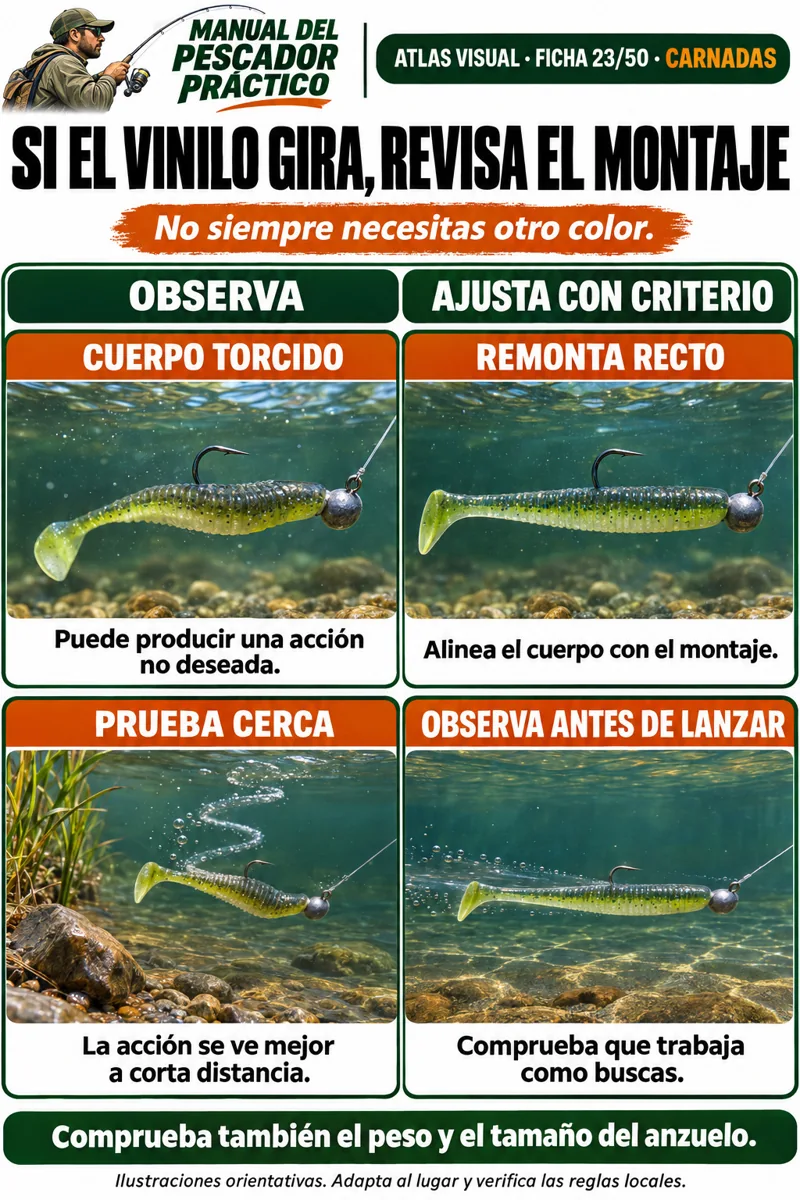 MANUAL DEL
PESCADOR
PRÁCTICO
ATLAS VISUAL · FICHA 23/50 · CARNADAS
SI EL VINILO GIRA, REVISA EL MONTAJE
No siempre necesitas otro color.
OBSERVA
AJUSTA CON CRITERIO
CUERPO TORCIDO
Puede producir una acción
no deseada.
REMONTA RECTO
Alinea el cuerpo con el montaje.
PRUEBA CERCA
La acción se ve mejor
a corta distancia.
OBSERVA ANTES DE LANZAR
Comprueba que trabaja
como buscas.
Comprueba también el peso y el tamaño del anzuelo.
Ilustraciones orientativas. Adapta al lugar y verifica las reglas locales.